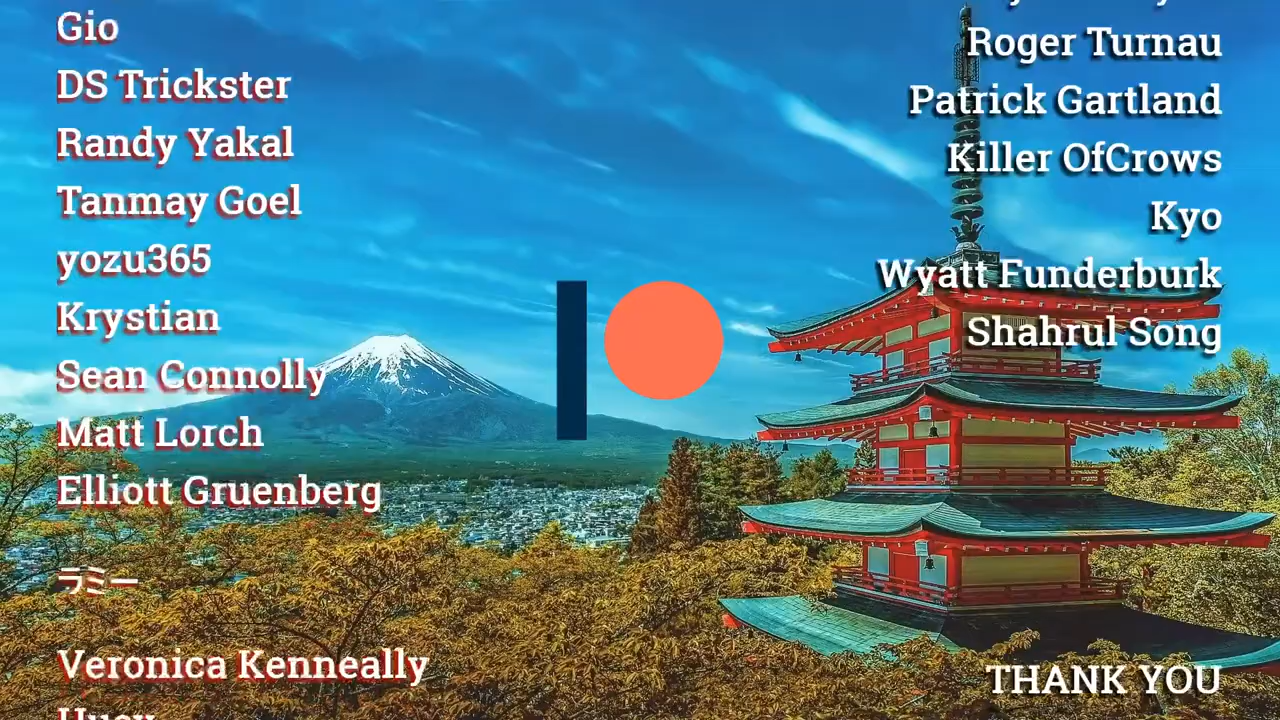 Gio
DS Trickster
Randy Yakal
Tanmay Goel
yozu365
Krystian
Sean Connolly
Matt Lorch
Elliott Gruenberg
ラミー
Veronica Kenneally
Roger Turnau
Patrick Gartland
Killer OfCrows
Kyo
Wyatt Funderburk
Shahrul Song
THANK YOU